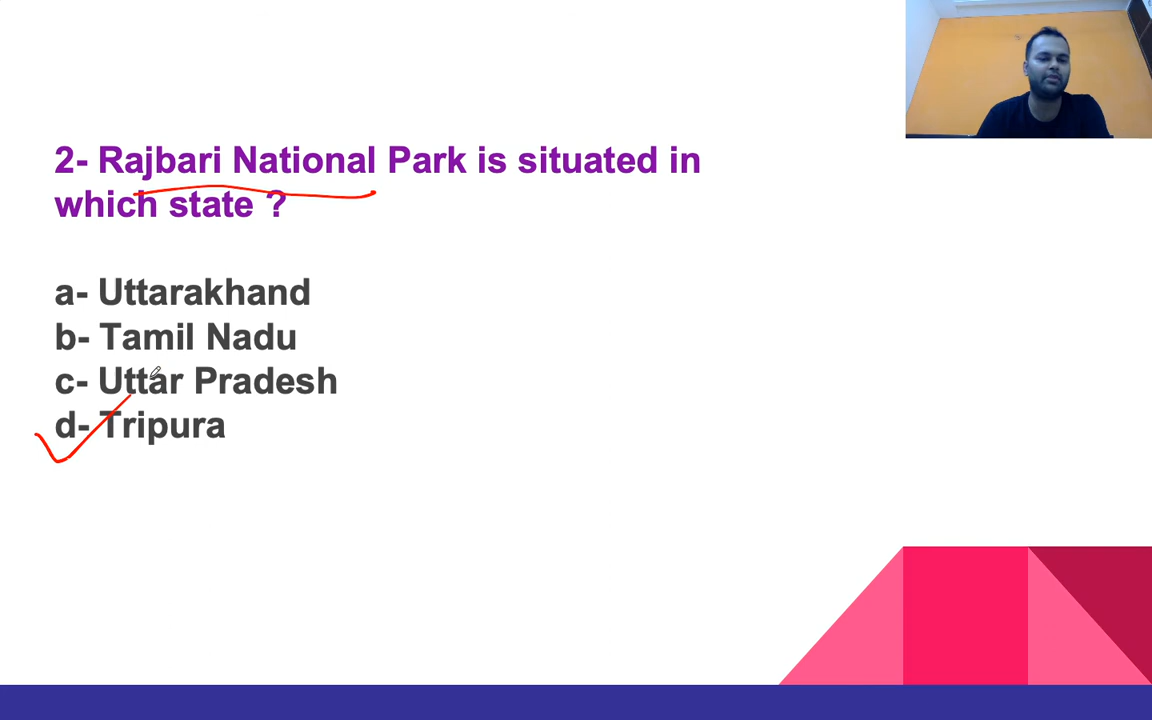 2- Rajbari National Park is situated in
which state ?
a- Uttarakhand
b- Tamil Nadu
c- Uttar Pradesh
d- Tripura